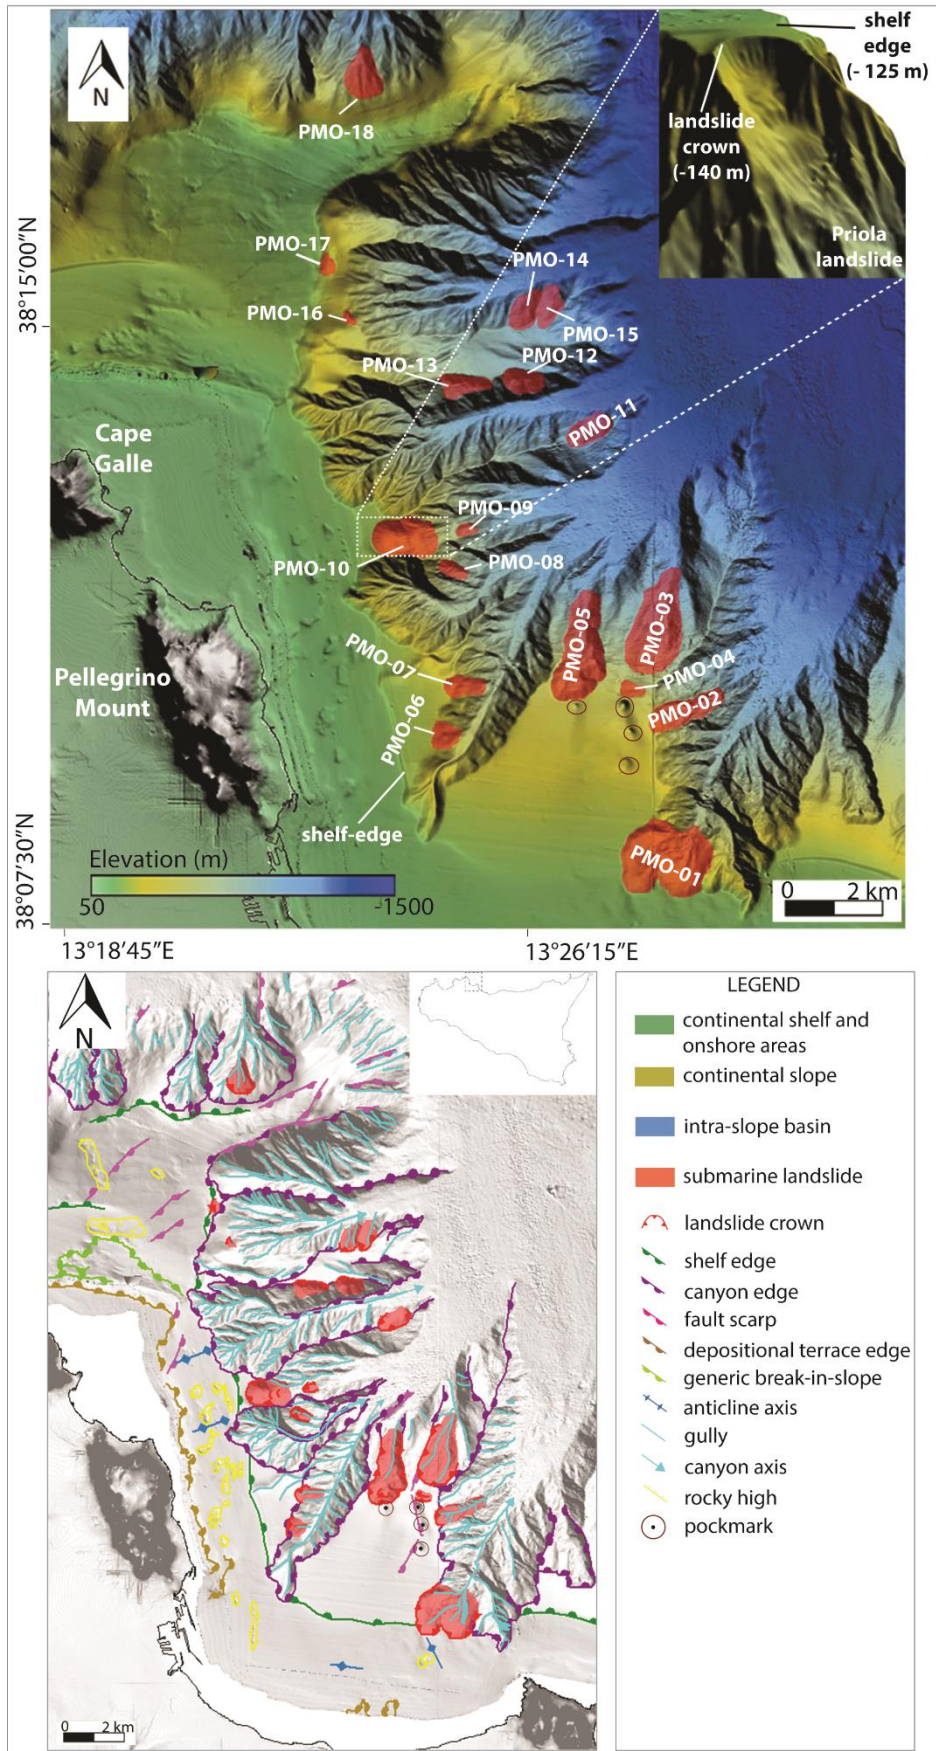 N
shelf
edge
(- 125 m)
landslide
crown
(-140 m)
Priola
landslide
PMO-18
PMO-17
PMO-14
PMO-16
PMO-15
PMO-12
PMO-13
PMO-11
Cape
Galle
PMO-09
PMO-10
PMO-08
PMO-03
PMO-05
PMO-07
PMO-04
Pellegrino
Mount
PMO-02
PMO-06
shelf-edge
PMO-01
Elevation (m)
50
-1500
0
2 km
38°15'00"N
38°07'30"N
13°18'45"E
13°26'15"E
N
0
2 km
LEGEND
continental shelf and
onshore areas
continental slope
intra-slope basin
submarine landslide
landslide crown
shelf edge
canyon edge
fault scarp
depositional terrace edge
generic break-in-slope
anticline axis
gully
canyon axis
rocky high
pockmark